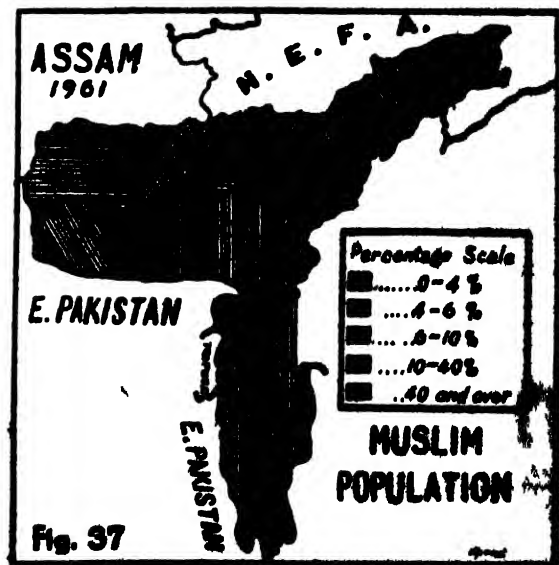 ASSAM
1961
N. E. F. A.
E. PAKISTAN
E. PAKISTAN
Percentage Scale
.......0-4%
....4-6%
.....6-10%
....10-40%
..40 and over
MUSLIM
POPULATION
Fig. 37